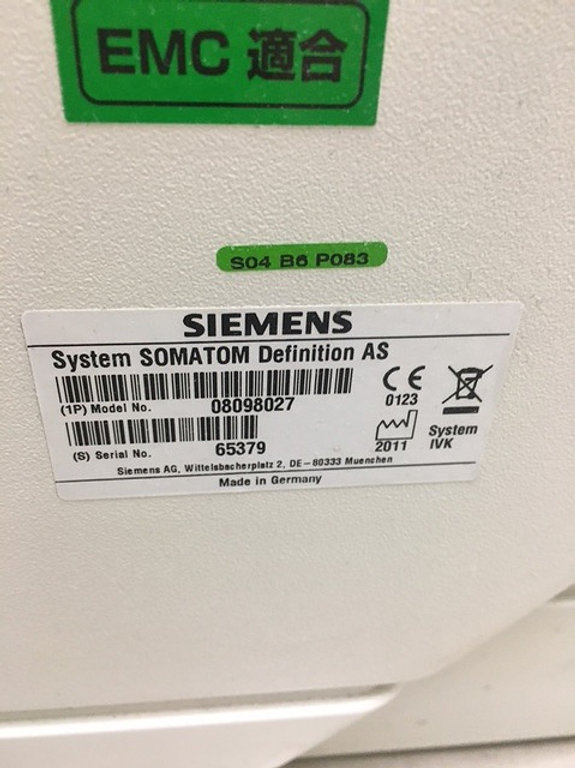 EMC 適合
S04 B6 P083
SIEMENS
System SOMATOM Definition AS
(1P) Model No. 08098027
CE 0123
(S) Serial No. 65379
2011
System IVK
Siemens AG, Wittelsbacherplatz 2, DE-80333 Muenchen
Made in Germany